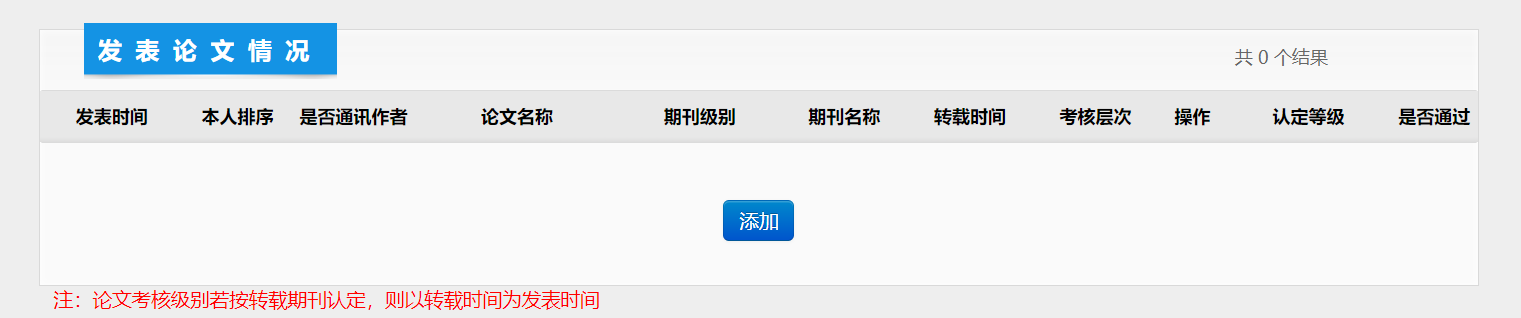 发表论文情况
共 0 个结果
发表时间 本人排序 是否通讯作者 论文名称 期刊级别 期刊名称 转载时间 考核层次 操作 认定等级 是否通过
添加
注：论文考核级别若按转载期刊认定，则以转载时间为发表时间